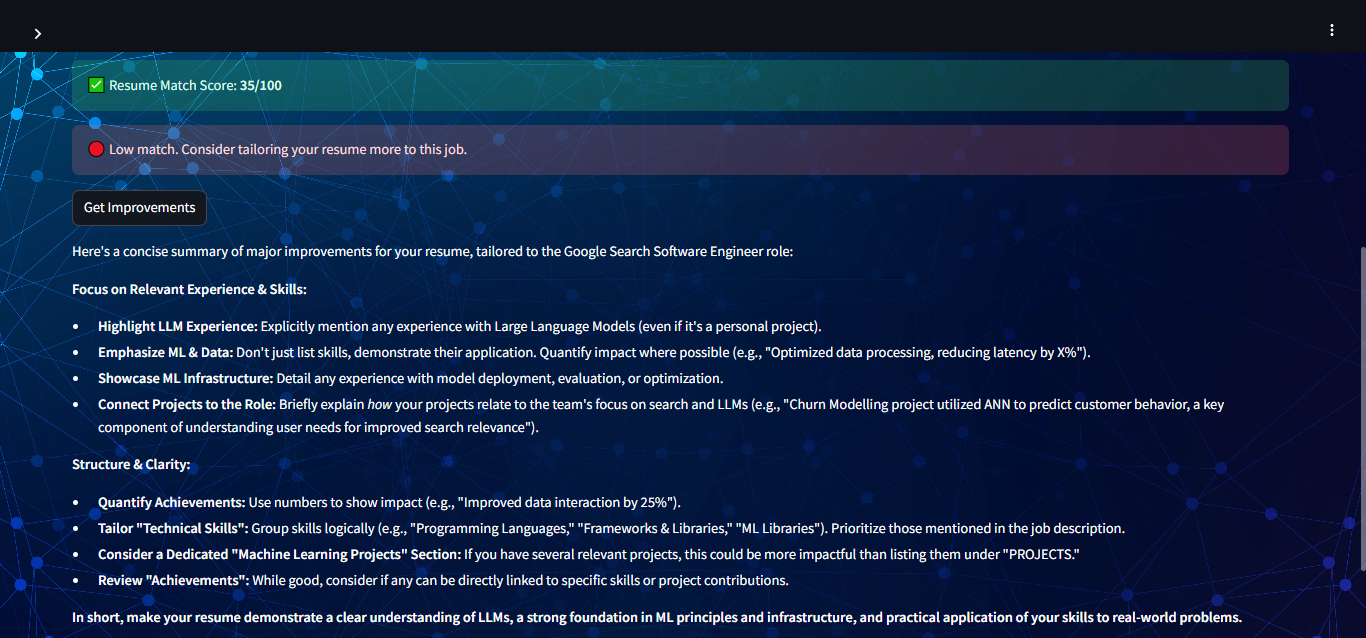 Resume Match Score: 35/100
Low match. Consider tailoring your resume more to this job.
Get Improvements
Here's a concise summary of major improvements for your resume, tailored to the Google Search Software Engineer role:
Focus on Relevant Experience & Skills:
Highlight LLM Experience: Explicitly mention any experience with Large Language Models (even if it's a personal project).
Emphasize ML & Data: Don't just list skills, demonstrate their application. Quantify impact where possible (e.g., "Optimized data processing, reducing latency by X%").
Showcase ML Infrastructure: Detail any experience with model deployment, evaluation, or optimization.
Connect Projects to the Role: Briefly explain how your projects relate to the team's focus on search and LLMs (e.g., "Churn Modelling project utilized ANN to predict customer behavior, a key
component of understanding user needs for improved search relevance").
Structure & Clarity:
Quantify Achievements: Use numbers to show impact (e.g., "Improved data interaction by 25%").
Tailor "Technical Skills": Group skills logically (e.g., "Programming Languages," "Frameworks & Libraries," "ML Libraries"). Prioritize those mentioned in the job description.
Consider a Dedicated "Machine Learning Projects" Section: If you have several relevant projects, this could be more impactful than listing them under "PROJECTS."
Review "Achievements": While good, consider if any can be directly linked to specific skills or project contributions.
In short, make your resume demonstrate a clear understanding of LLMs, a strong foundation in ML principles and infrastructure, and practical application of your skills to real-world problems.